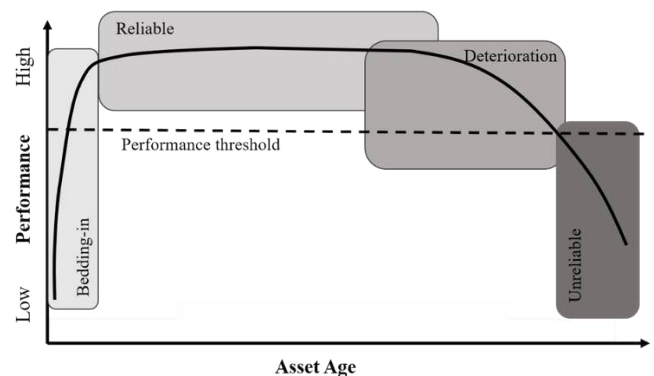 Reliable
High
Deterioration
Performance threshold
Performance
Bedding-in
Unreliable
Low
Asset Age